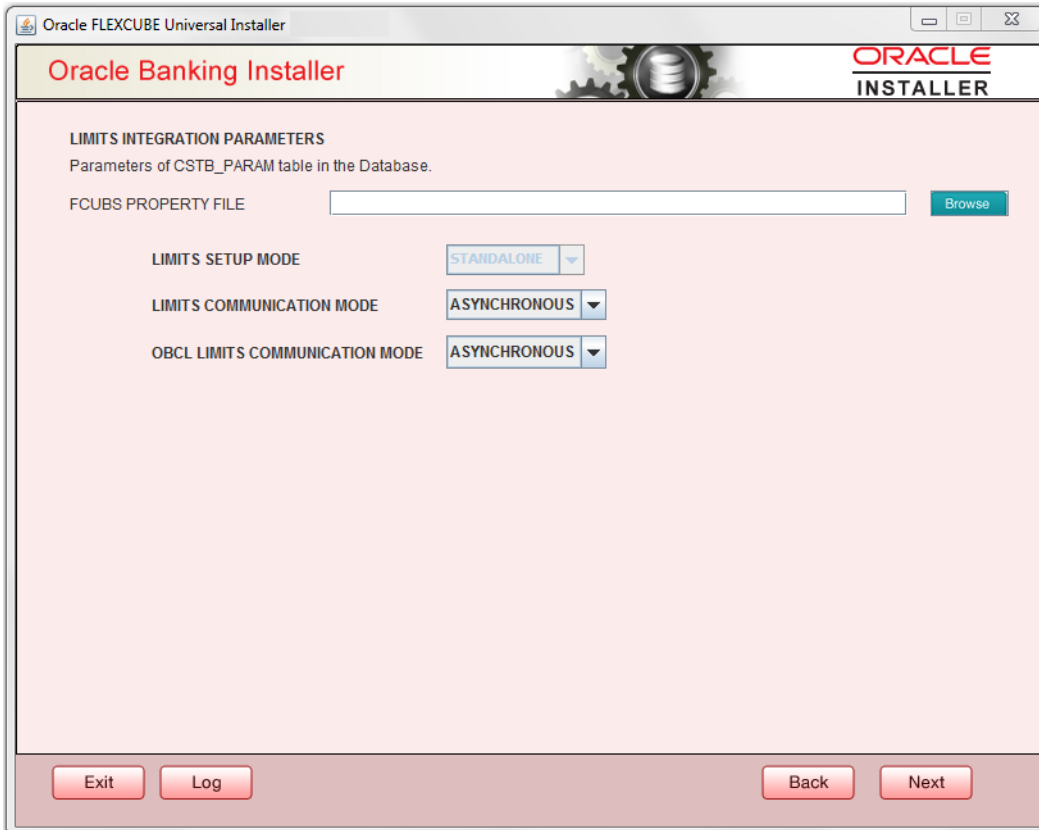 Oracle FLEXCUBE Universal Installer
Oracle Banking Installer
ORACLE
INSTALLER
LIMITS INTEGRATION PARAMETERS
Parameters of CSTB_PARAM table in the Database.
FCUBS PROPERTY FILE Browse
LIMITS SETUP MODE STANDALONE
LIMITS COMMUNICATION MODE ASYNCHRONOUS
OBCL LIMITS COMMUNICATION MODE ASYNCHRONOUS
Exit Log Back Next